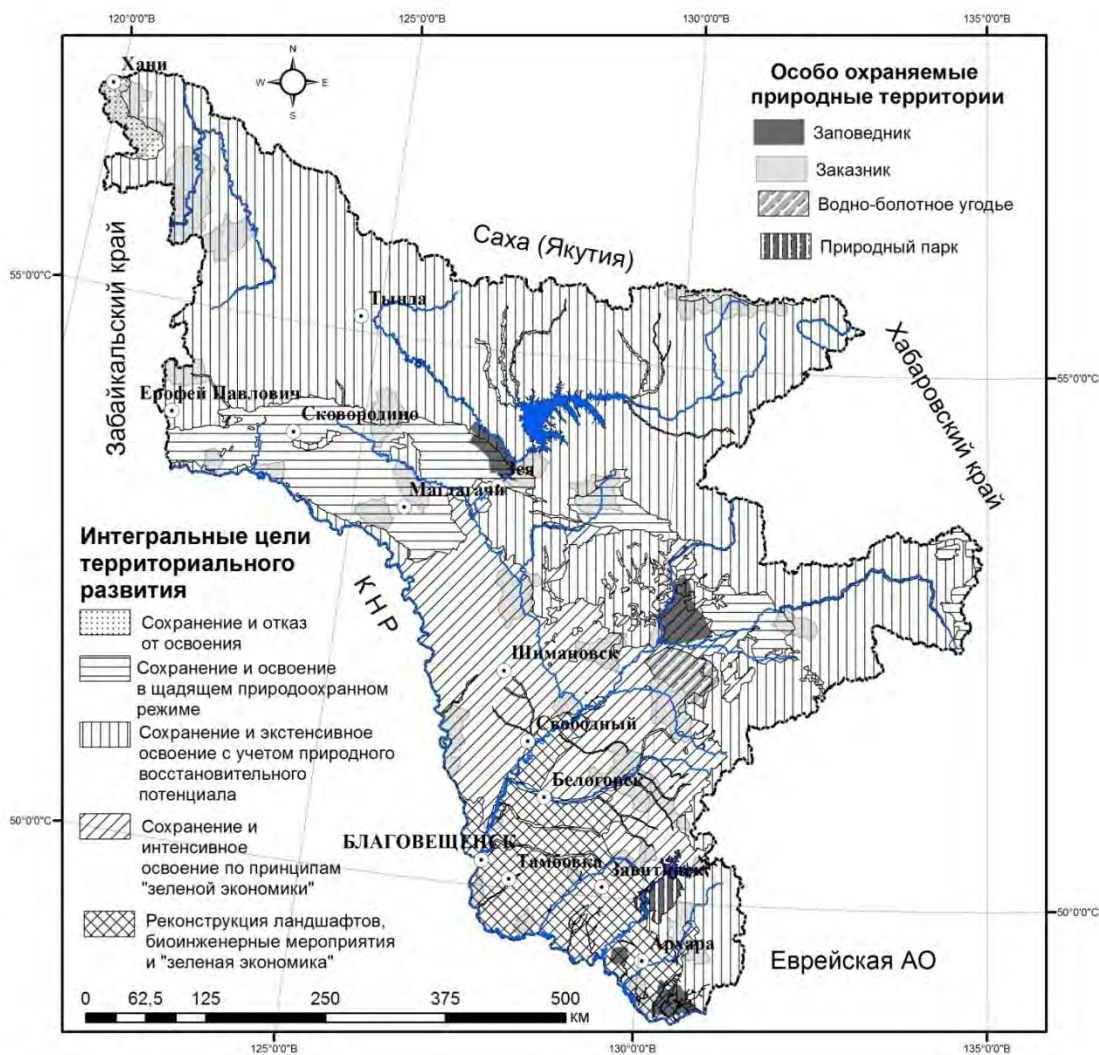 120°0'0"В
125°0'0"В
130°0'0"В
135°0'0"В
N
W
E
S
Хани
Особо охраняемые
природные территории
Заповедник
Заказник
Водно-болотное угодье
Природный парк
Саха (Якутия)
Забайкальский край
Хабаровский край
55°0'0"С
55°0'0"С
Тында
Ерофей Павлович
Сковородино
Зея
Магдагачи
КНР
Интегральные цели
территориального
развития
Сохранение и отказ
от освоения
Сохранение и освоение
в щадящем природоохранном
режиме
Сохранение и экстенсивное
освоение с учетом природного
восстановительного
потенциала
Сохранение и
интенсивное
освоение по принципам
"зеленой экономики"
Реконструкция ландшафтов,
биоинженерные мероприятия
и "зеленая экономика"
Шимановск
Свободный
Белогорск
БЛАГОВЕЩЕНСК
Тамбовка
Завитинск
Архара
Еврейская АО
50°0'0"С
50°0'0"С
0 62,5 125 250 375 500
КМ
125°0'0"В
130°0'0"В
135°0'0"В